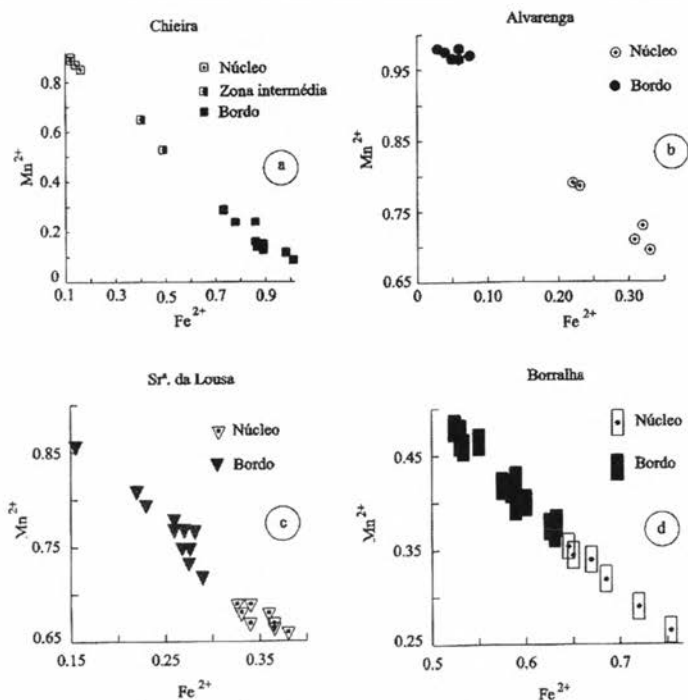 Chieira
Núcleo
Zona intermédia
Bordo
a
Mn2+
0.8
0.6
0.4
0.2
0
0.1 0.3 0.5 0.7 0.9
Fe2+
Alvarenga
Núcleo
Bordo
b
Mn2+
0.95
0.85
0.75
0.65
0 0.10 0.20 0.30
Fe2+
Srª. da Lousa
Núcleo
Bordo
c
Mn2+
0.85
0.75
0.65
0.15 0.25 0.35
Fe2+
Borralha
Núcleo
Bordo
d
Mn2+
0.45
0.35
0.25
0.5 0.6 0.7
Fe2+